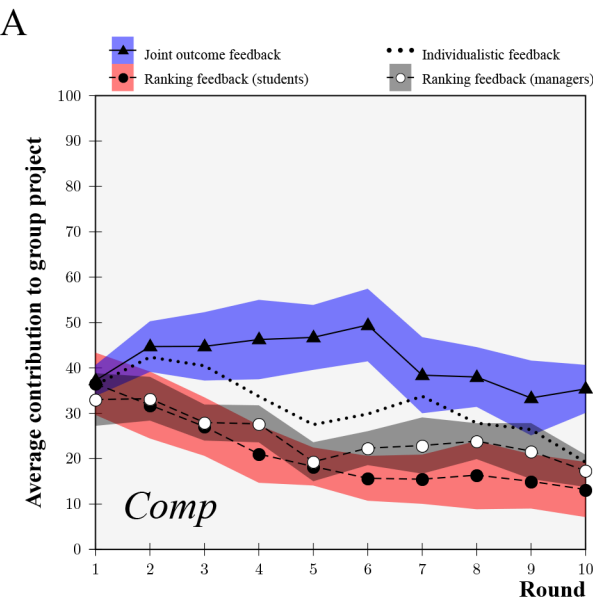 A
Joint outcome feedback
Individualistic feedback
Ranking feedback (students)
Ranking feedback (managers)
Average contribution to group project
100
90
80
70
60
50
40
30
20
10
0
Comp
1 2 3 4 5 6 7 8 9 10
Round